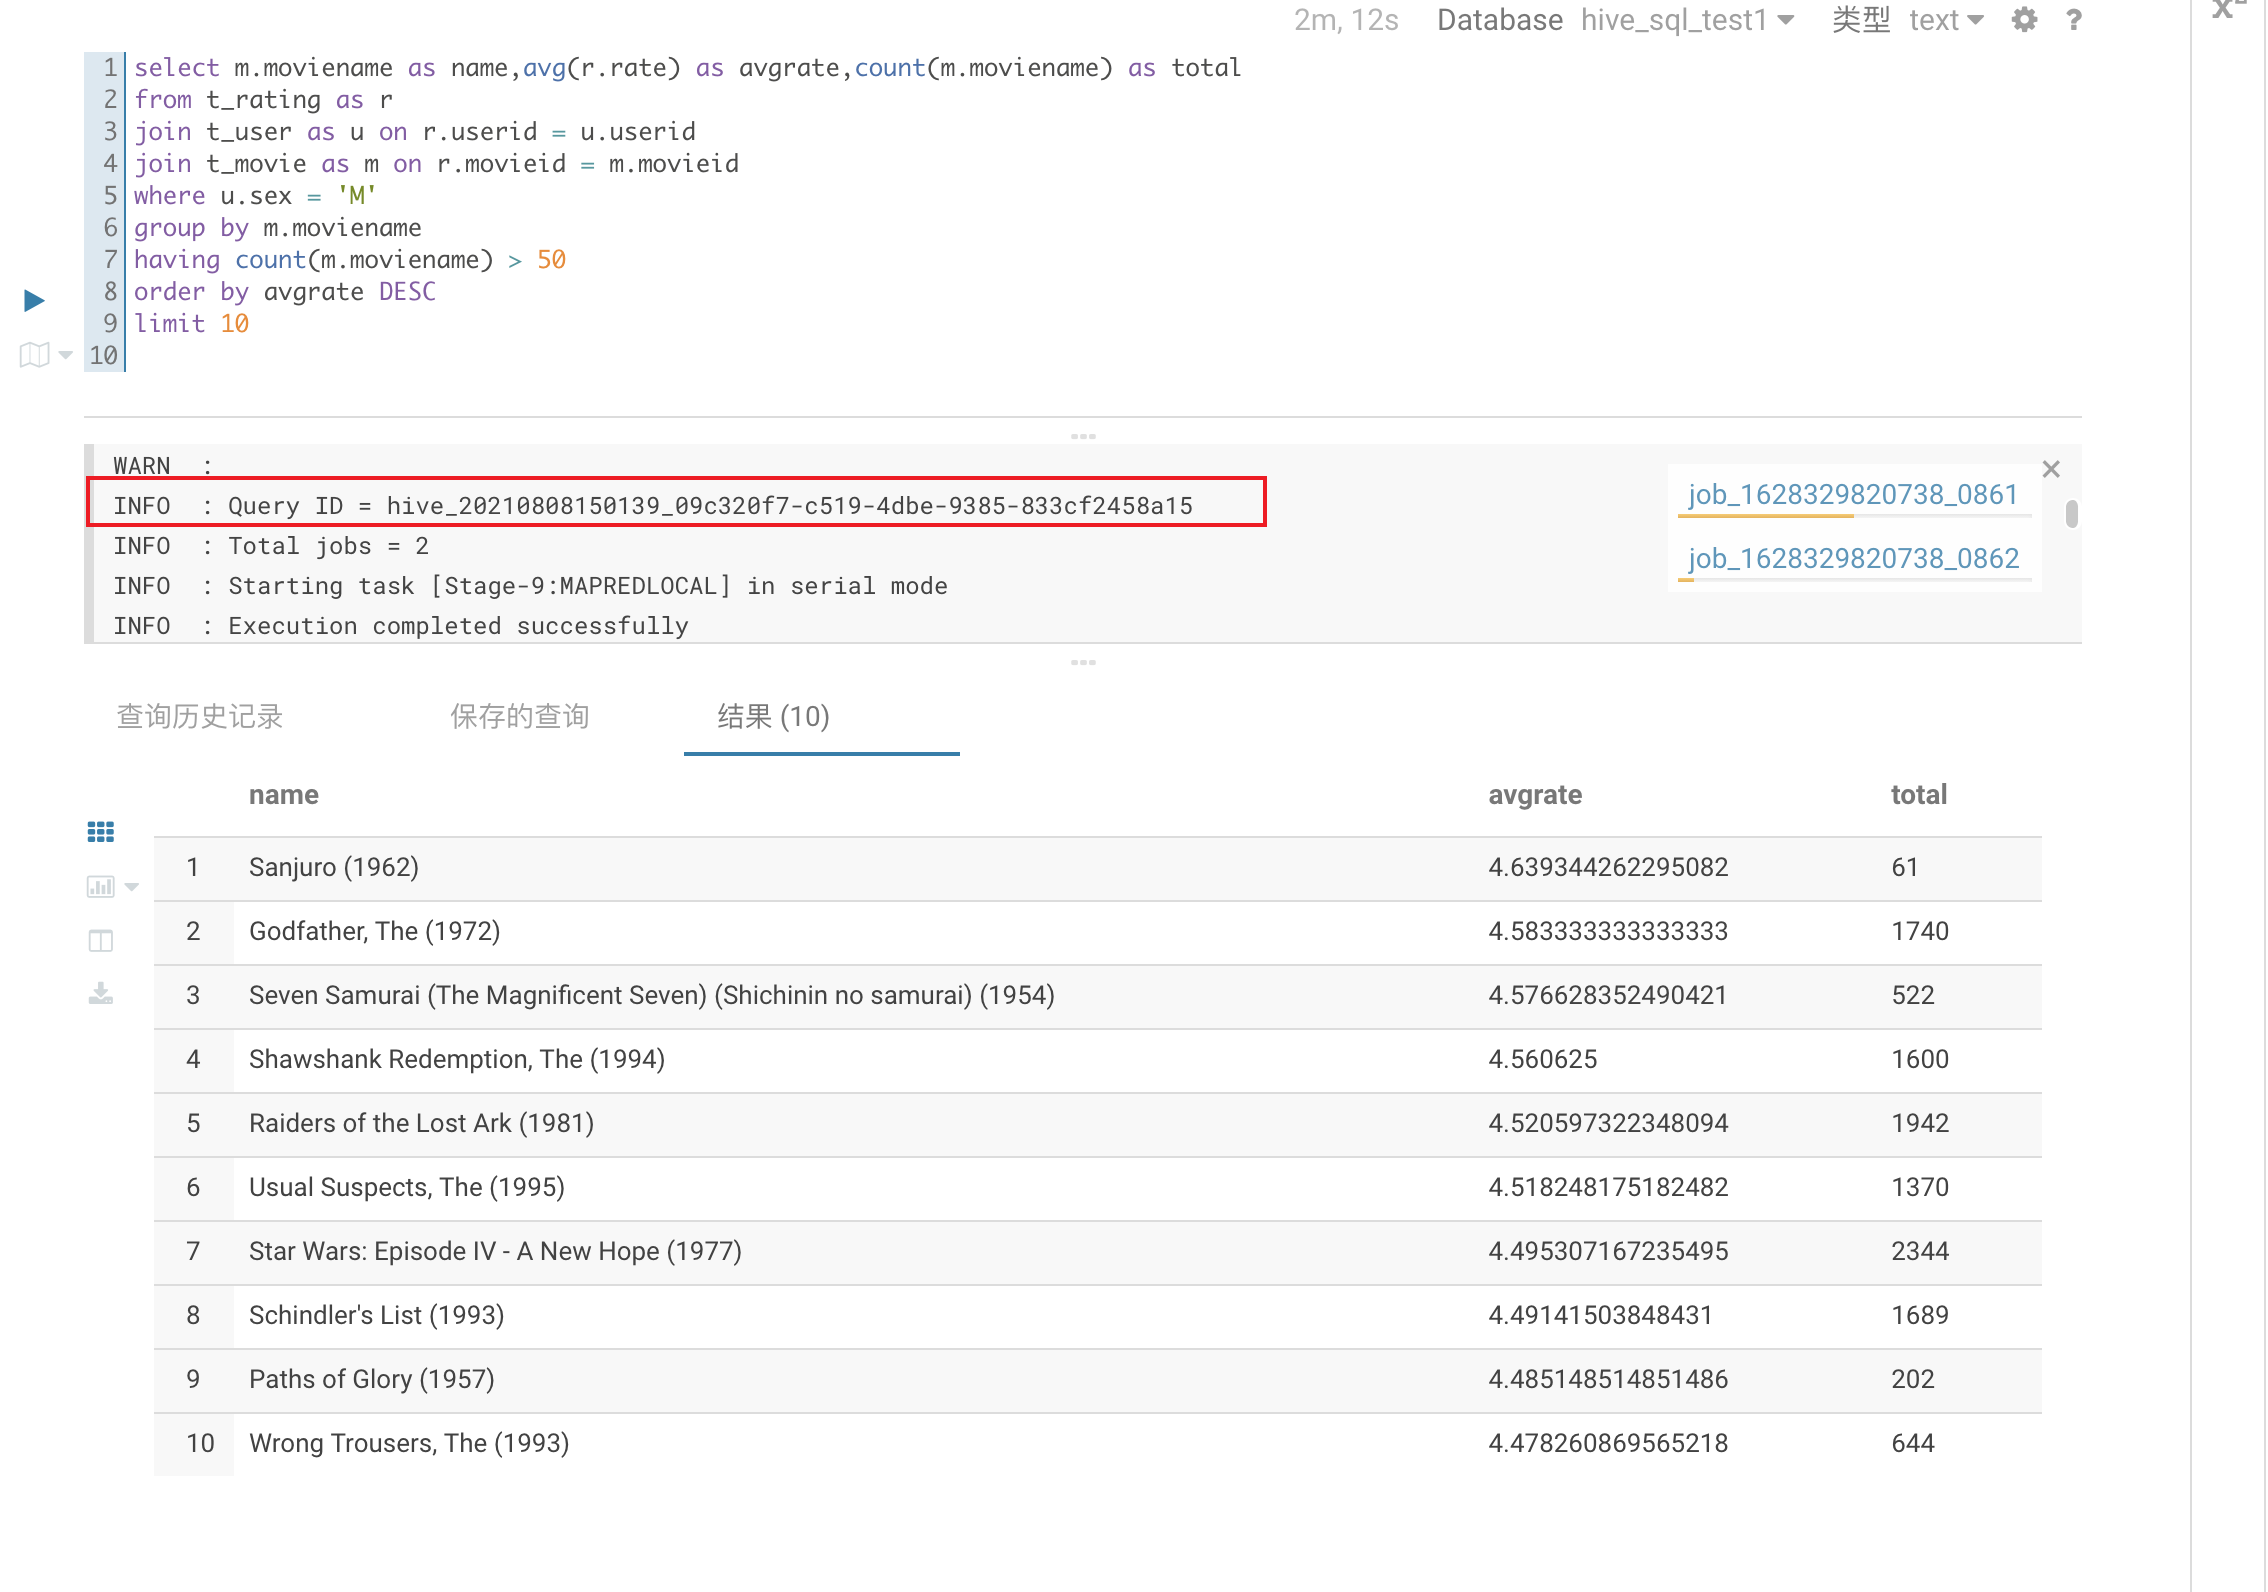 2m, 12s Database hive_sql_test1 类型 text ?
1 select m.moviename as name,avg(r.rate) as avgrate,count(m.moviename) as total
2 from t_rating as r
3 join t_user as u on r.userid = u.userid
4 join t_movie as m on r.movieid = m.movieid
5 where u.sex = 'M'
6 group by m.moviename
7 having count(m.moviename) > 50
8 order by avgrate DESC
9 limit 10
10
WARN :
INFO : Query ID = hive_20210808150139_09c320f7-c519-4dbe-9385-833cf2458a15
INFO : Total jobs = 2
INFO : Starting task [Stage-9:MAPREDLOCAL] in serial mode
INFO : Execution completed successfully
job_1628329820738_0861
job_1628329820738_0862
查询历史记录 保存的查询 结果 (10)
name avgrate total
1 Sanjuro (1962) 4.639344262295082 61
2 Godfather, The (1972) 4.583333333333333 1740
3 Seven Samurai (The Magnificent Seven) (Shichinin no samurai) (1954) 4.576628352490421 522
4 Shawshank Redemption, The (1994) 4.560625 1600
5 Raiders of the Lost Ark (1981) 4.520597322348094 1942
6 Usual Suspects, The (1995) 4.518248175182482 1370
7 Star Wars: Episode IV - A New Hope (1977) 4.495307167235495 2344
8 Schindler's List (1993) 4.49141503848431 1689
9 Paths of Glory (1957) 4.485148514851486 202
10 Wrong Trousers, The (1993) 4.478260869565218 644